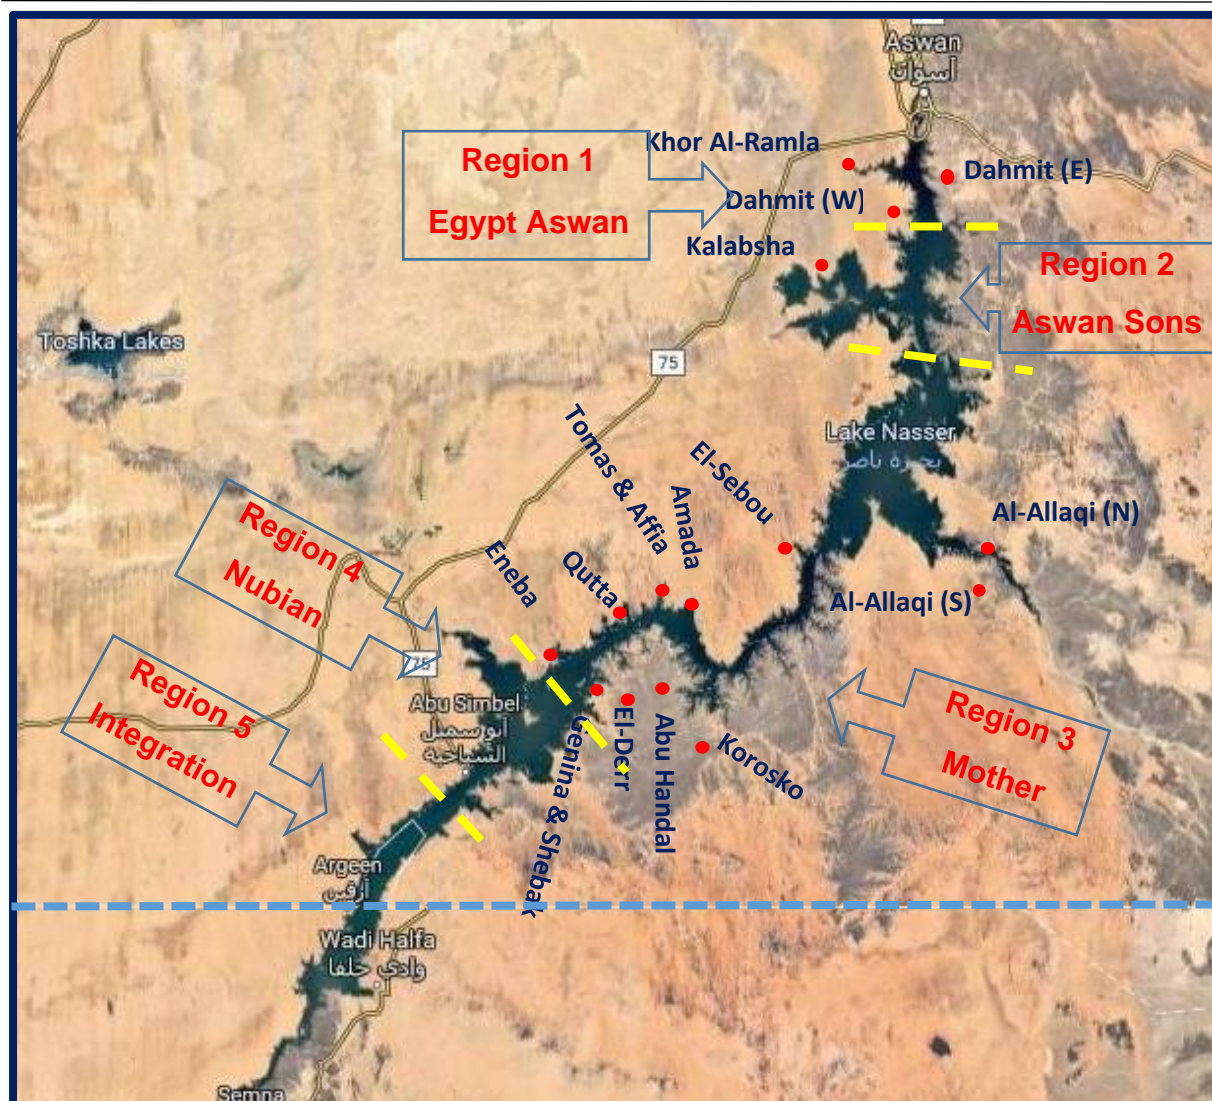 Aswan
أسوان
Khor Al-Ramla
Region 1
Egypt Aswan
Dahmit (E)
Dahmit (W)
Kalabsha
Region 2
Aswan Sons
Toshka Lakes
75
Lake Nasser
بحيرة ناصر
Tomas & Affia
El-Sebou
Amada
Al-Allaqi (N)
Region 4
Nubian
Eneba
Qutta
Al-Allaqi (S)
75
Region 5
Integration
Abu Simbel
أبو سمبل
السياحية
Genina & Shebak
El-Derr
Abu Handal
Korosko
Region 3
Mother
Argeen
أرقين
Wadi Halfa
وادي حلفا
Semna